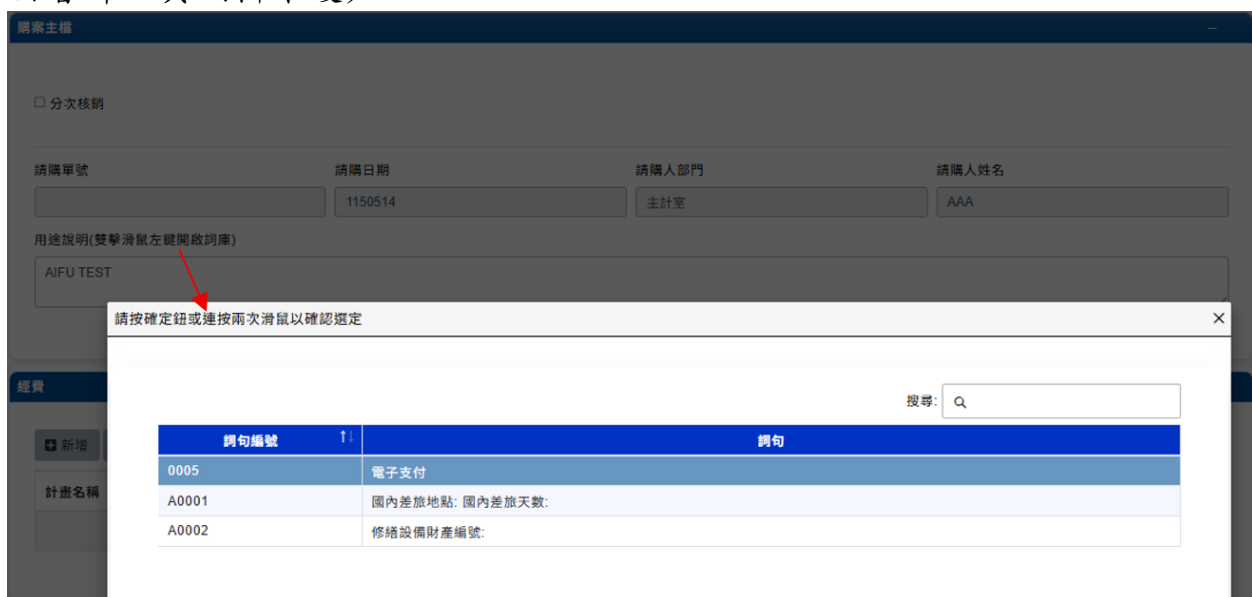 購案主檔
分次核銷
請購單號 請購日期 請購人部門 請購人姓名
1150514 主計室 AAA
用途說明(雙擊滑鼠左鍵開啟詞庫)
AIFU TEST
請按確定鈕或連按兩次滑鼠以確認選定
經費
搜尋:
新增
詞句編號 詞句
0005 電子支付
計畫名稱
A0001 國內差旅地點: 國內差旅天數:
A0002 修繕設備財產編號: